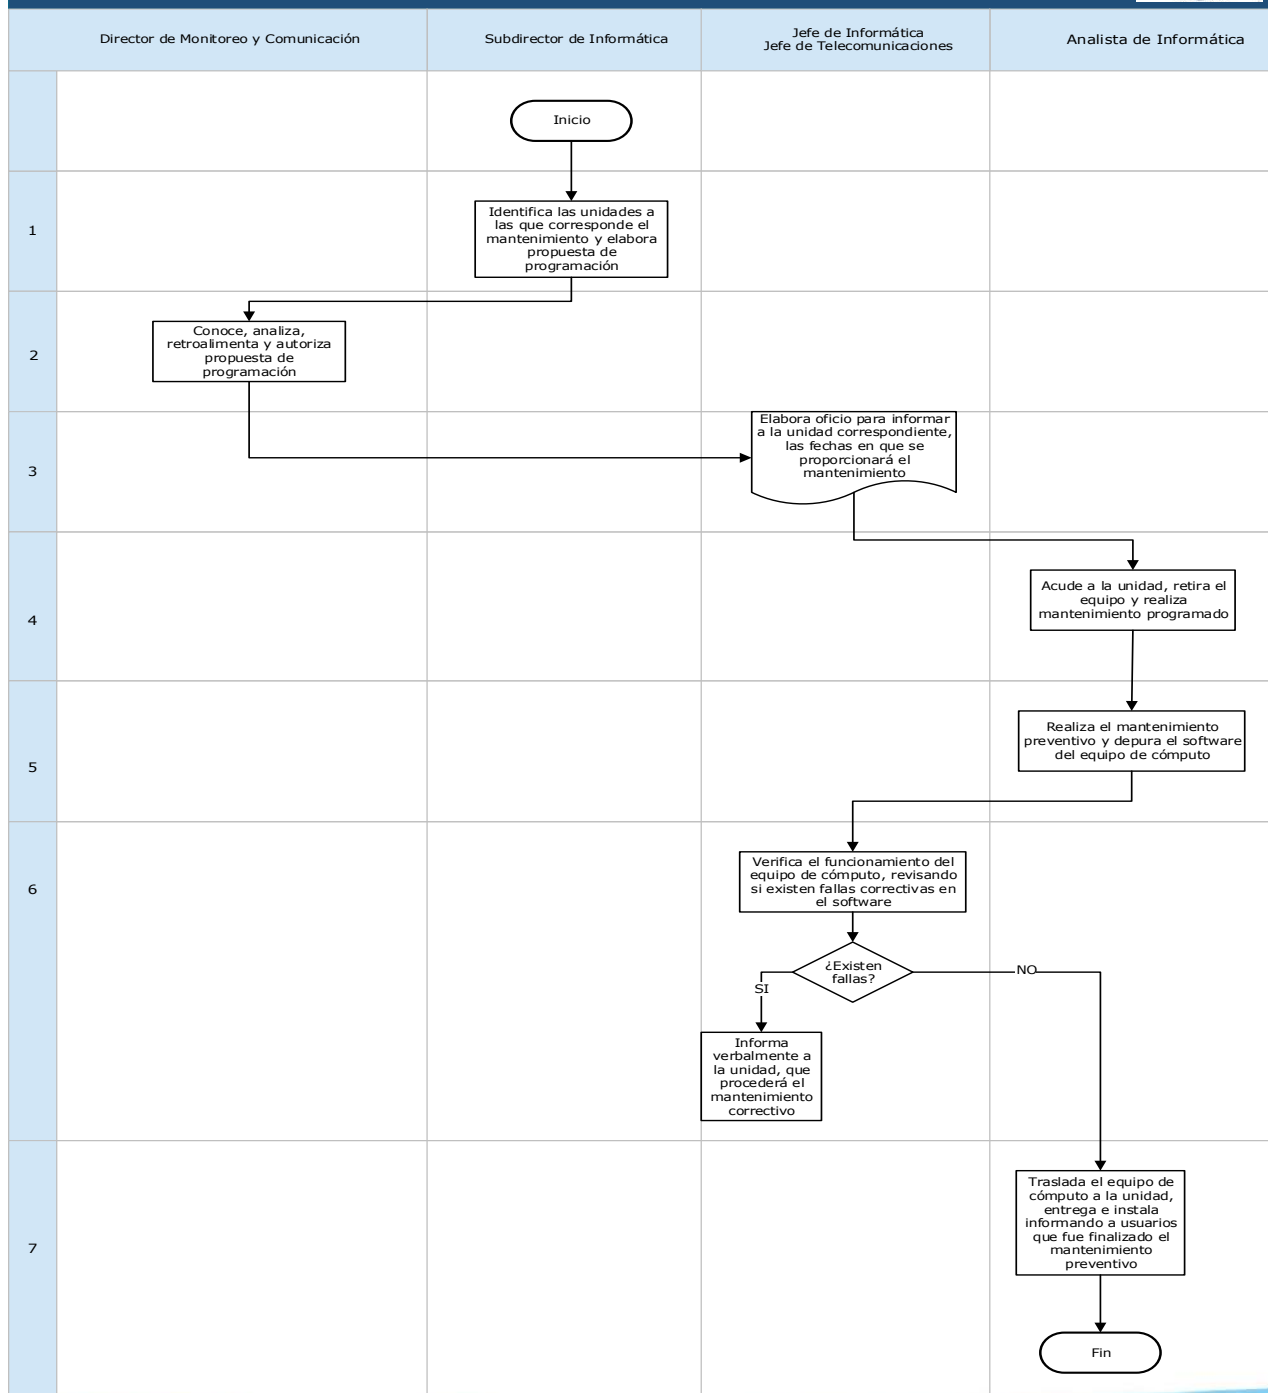 Director de Monitoreo y Comunicación
Subdirector de Informática
Jefe de Informática
Jefe de Telecomunicaciones
Analista de Informática
Inicio
1
Identifica las unidades a
las que corresponde el
mantenimiento y elabora
propuesta de
programación
2
Conoce, analiza,
retroalimenta y autoriza
propuesta de
programación
3
Elabora oficio para informar
a la unidad correspondiente,
las fechas en que se
proporcionará el
mantenimiento
4
Acude a la unidad, retira el
equipo y realiza
mantenimiento programado
5
Realiza el mantenimiento
preventivo y depura el software
del equipo de cómputo
6
Verifica el funcionamiento del
equipo de cómputo, revisando
si existen fallas correctivas en
el software
¿Existen
fallas?
NO
SI
Informa
verbalmente a
la unidad, que
procederá el
mantenimiento
correctivo
7
Traslada el equipo de
cómputo a la unidad,
entrega e instala
informando a usuarios
que fue finalizado el
mantenimiento
preventivo
Fin